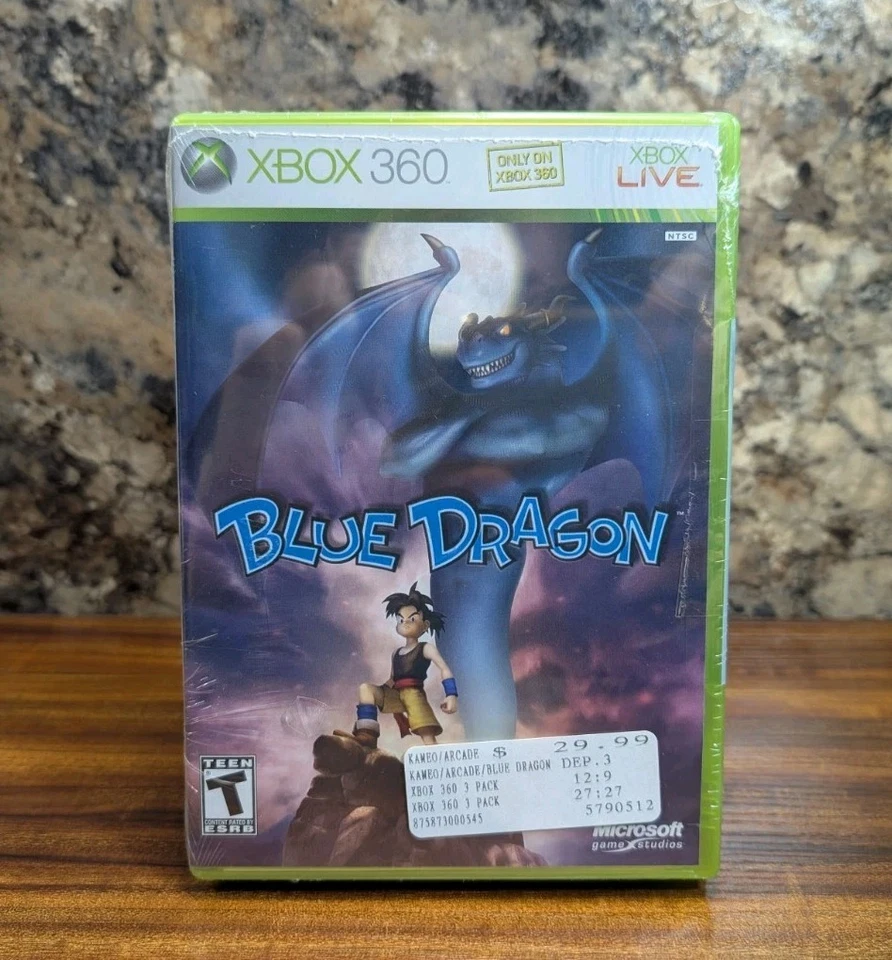 XBOX 360
ONLY ON
XBOX 360
XBOX
LIVE
NTSC
BLUE DRAGON™
KAMEO/ARCADE $ 29.99
KAMEO/ARCADE/BLUE DRAGON DEP.3
XBOX 360 3 PACK 12:9
XBOX 360 3 PACK 27:27
875873000545 5790512
TEEN
T
CONTENT RATED BY
ESRB
Microsoft
game studios